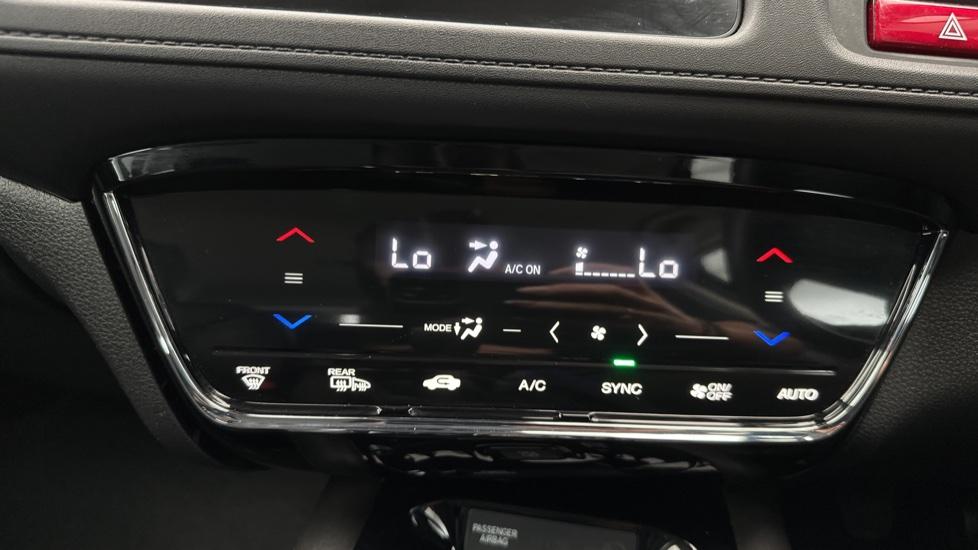 Lo A/C ON Lo
MODE
FRONT REAR A/C SYNC ON/OFF AUTO
PASSENGER
AIRBAG